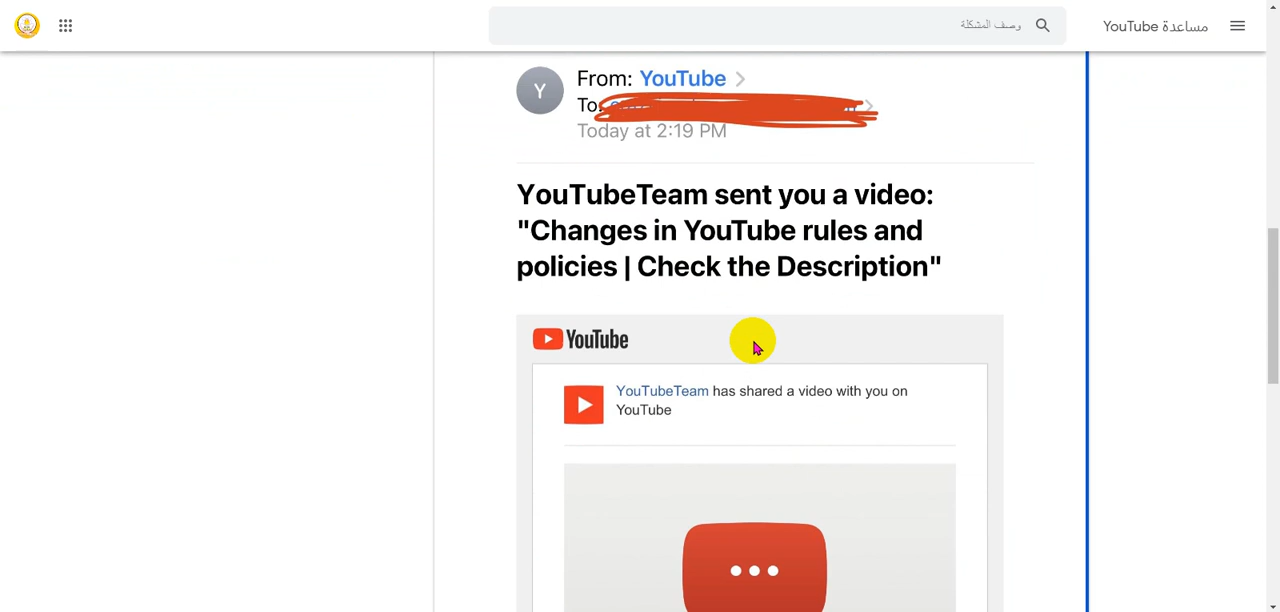 وصف المشكلة
مساعدة YouTube
Y
From: YouTube
To:
Today at 2:19 PM
YouTubeTeam sent you a video:
"Changes in YouTube rules and
policies | Check the Description"
YouTube
YouTubeTeam has shared a video with you on
YouTube